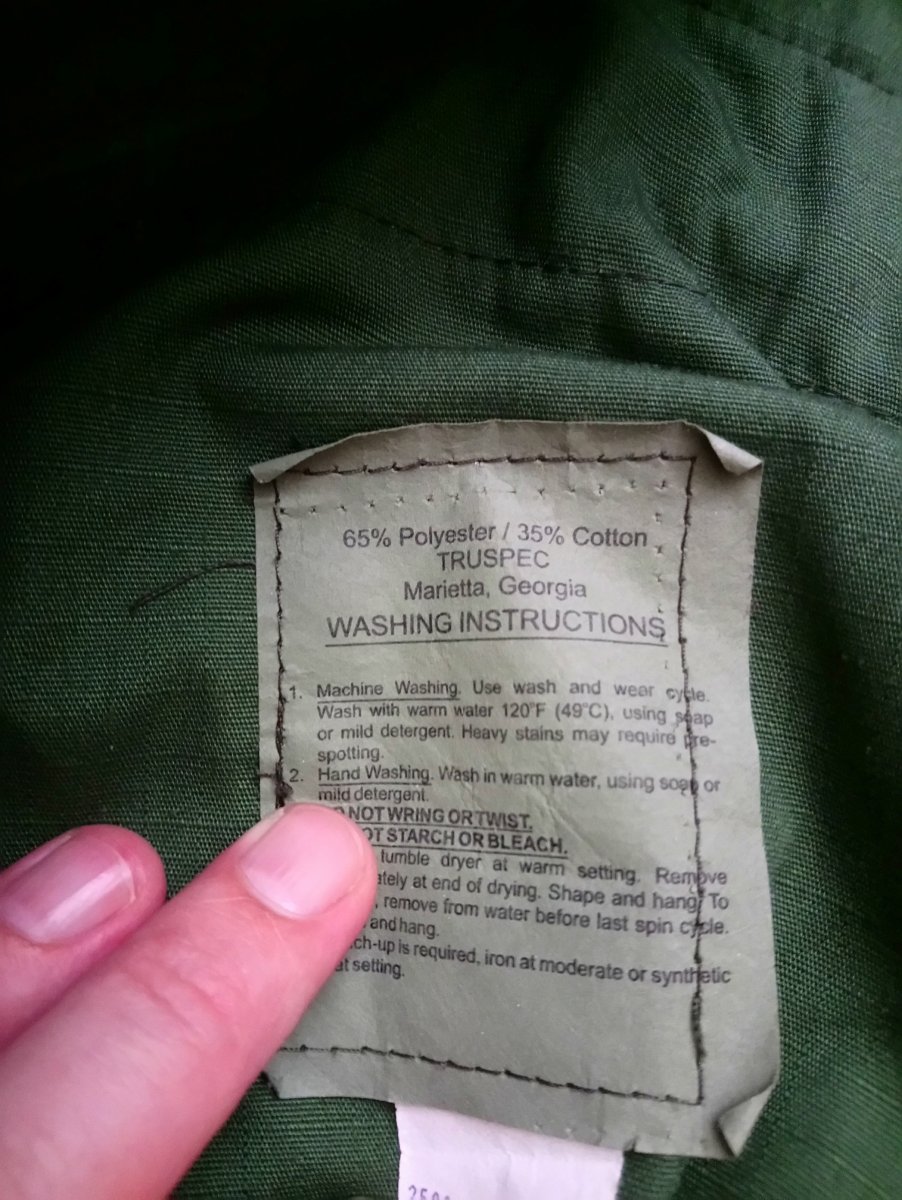 65% Polyester / 35% Cotton
TRUSPEC
Marietta, Georgia
WASHING INSTRUCTIONS
1. Machine Washing. Use wash and wear cycle.
Wash with warm water 120°F (49°C), using soap
or mild detergent. Heavy stains may require pre-
spotting.
2. Hand Washing. Wash in warm water, using soap or
mild detergent.
NOT WRING OR TWIST.
STARCH OR BLEACH.
tumble dryer at warm setting. Remove
at end of drying. Shape and hang. To
, remove from water before last spin cycle.
and hang.
is required, iron at moderate or synthetic
setting.